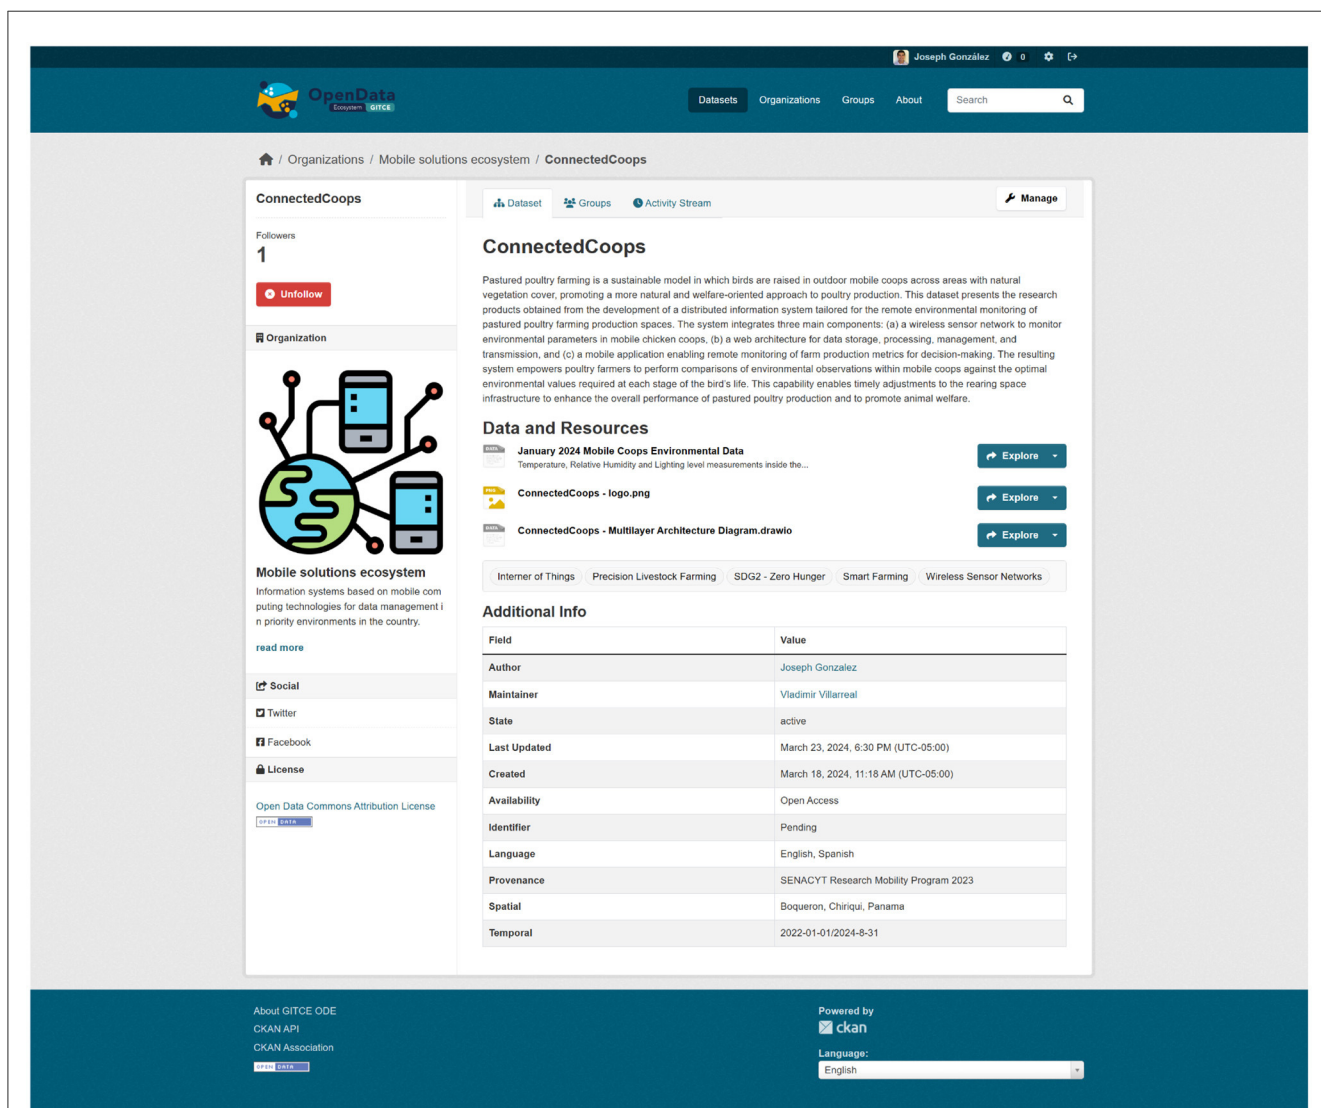 Joseph González 0
OpenData
Ecosystem GITCE
Datasets Organizations Groups About Search
/ Organizations / Mobile solutions ecosystem / ConnectedCoops
ConnectedCoops
Followers
1
Unfollow
Organization
Mobile solutions ecosystem
Information systems based on mobile com
puting technologies for data management i
n priority environments in the country.
read more
Social
Twitter
Facebook
License
Open Data Commons Attribution License
OPEN DATA
Dataset Groups Activity Stream
Manage
ConnectedCoops
Pastured poultry farming is a sustainable model in which birds are raised in outdoor mobile coops across areas with natural
vegetation cover, promoting a more natural and welfare-oriented approach to poultry production. This dataset presents the research
products obtained from the development of a distributed information system tailored for the remote environmental monitoring of
pastured poultry farming production spaces. The system integrates three main components: (a) a wireless sensor network to monitor
environmental parameters in mobile chicken coops, (b) a web architecture for data storage, processing, management, and
transmission, and (c) a mobile application enabling remote monitoring of farm production metrics for decision-making. The resulting
system empowers poultry farmers to perform comparisons of environmental observations within mobile coops against the optimal
environmental values required at each stage of the bird's life. This capability enables timely adjustments to the rearing space
infrastructure to enhance the overall performance of pastured poultry production and to promote animal welfare.
Data and Resources
DATA
January 2024 Mobile Coops Environmental Data
Temperature, Relative Humidity and Lighting level measurements inside the...
Explore
PNG
ConnectedCoops - logo.png
Explore
DATA
ConnectedCoops - Multilayer Architecture Diagram.drawio
Explore
Interner of Things Precision Livestock Farming SDG2 - Zero Hunger Smart Farming Wireless Sensor Networks
Additional Info
Field Value
Author Joseph Gonzalez
Maintainer Vladimir Villarreal
State active
Last Updated March 23, 2024, 6:30 PM (UTC-05:00)
Created March 18, 2024, 11:18 AM (UTC-05:00)
Availability Open Access
Identifier Pending
Language English, Spanish
Provenance SENACYT Research Mobility Program 2023
Spatial Boqueron, Chiriqui, Panama
Temporal 2022-01-01/2024-8-31
About GITCE ODE
CKAN API
CKAN Association
OPEN DATA
Powered by
ckan
Language:
English